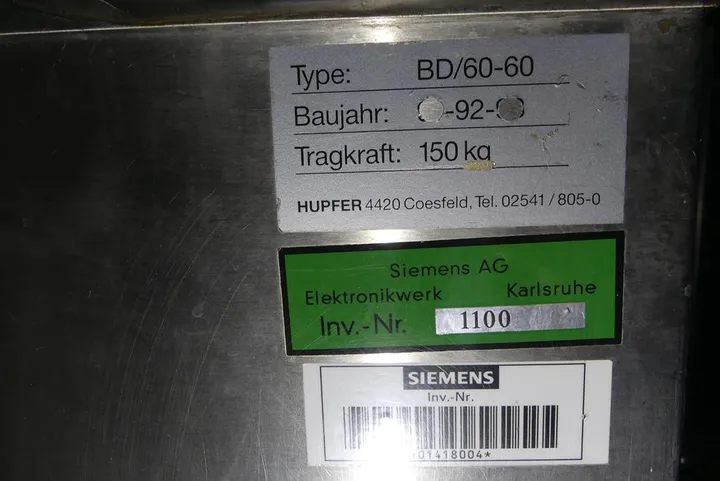 Type: BD/60-60
Baujahr: -92-
Tragkraft: 150 kg
HUPFER 4420 Coesfeld, Tel. 02541/805-0
Siemens AG
Elektronikwerk Karlsruhe
Inv.-Nr. 1100
SIEMENS
Inv.-Nr.
01418004*